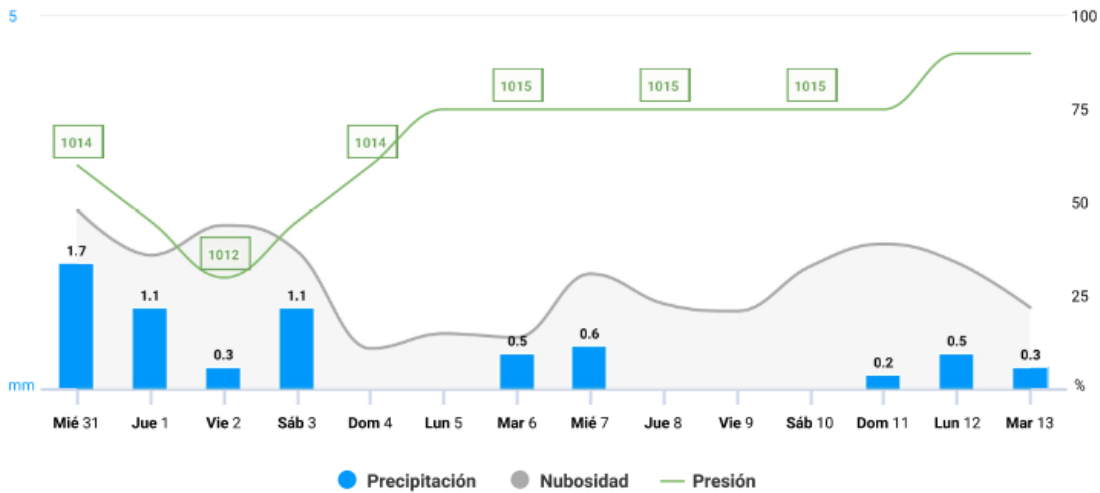 5 100
1015 1015 1015
75
1014 1014
50
1012
1.7
1.1 1.1 25
0.3 0.5 0.6 0.5
0.2 0.3
mm %
Mié 31 Jue 1 Vie 2 Sáb 3 Dom 4 Lun 5 Mar 6 Mié 7 Jue 8 Vie 9 Sáb 10 Dom 11 Lun 12 Mar 13
Precipitación Nubosidad Presión